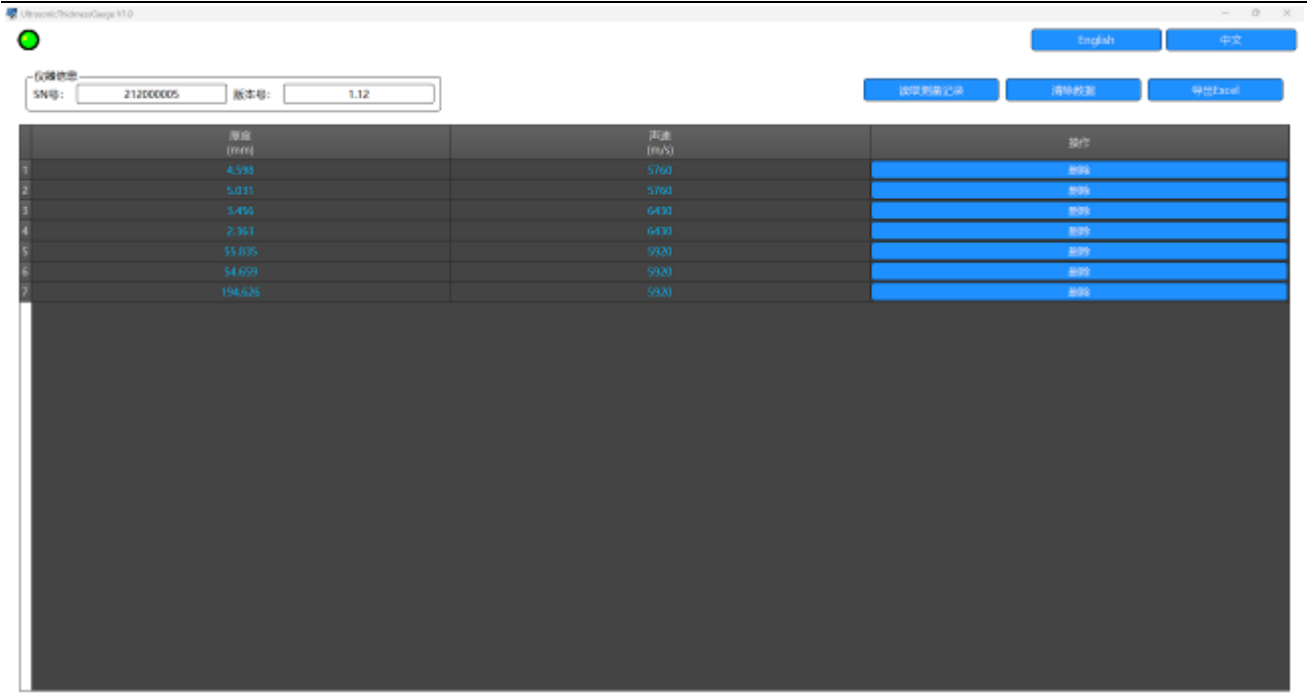 UltrasonicThicknessGauge V1.0
English 中文
仪器信息
SN号: 212000005 版本号: 1.12
读取测量记录 清除数据 导出Excel
厚度 声速 操作
(mm) (m/s)
1 4.598 5760 删除
2 5.031 5760 删除
3 3.456 6430 删除
4 2.363 6430 删除
5 55.835 5920 删除
6 54.659 5920 删除
7 194.626 5920 删除